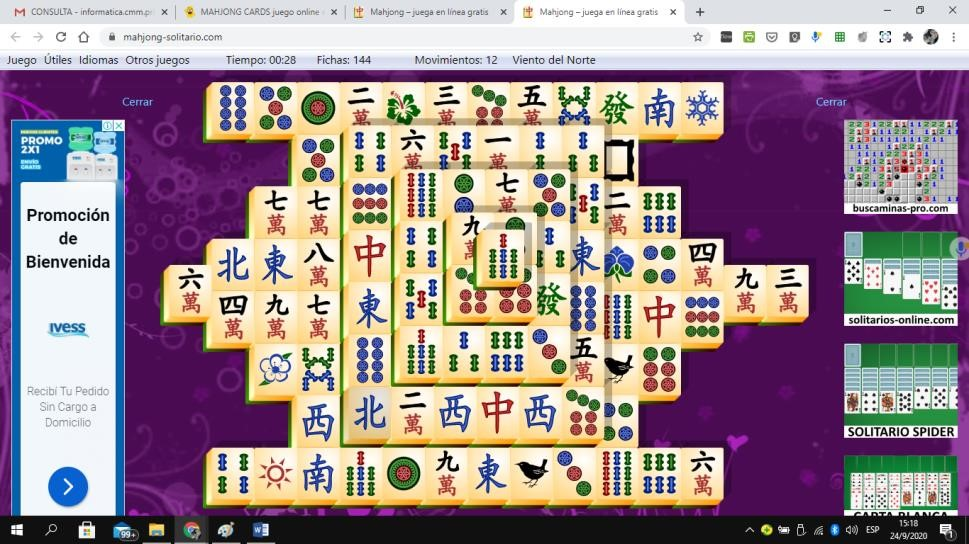 CONSULTA - informatica.cmm.pr
MAHJONG CARDS juego online
Mahjong – juega en línea gratis
Mahjong – juega en línea gratis
mahjong-solitario.com
Juego Útiles Idiomas Otros juegos Tiempo: 00:28 Fichas: 144 Movimientos: 12 Viento del Norte
Cerrar
Cerrar
PROMO
2X1
ENVÍO
GRATIS
Promoción
de
Bienvenida
IVESS
Recibí Tu Pedido
Sin Cargo a
Domicilio
二萬 三萬 五萬 發 南
六萬 一萬
七萬 七萬 七萬 二萬
北 東 八萬 中 九萬 東 四萬
六萬 九萬 三萬
四萬 九萬 七萬 東 發 中
五萬
西 北 二萬 西 中 西
南 九萬 東 六萬
buscaminas-pro.com
solitarios-online.com
SOLITARIO SPIDER
CARTA BLANCA
99+
ESP
15:18
24/9/2020
1